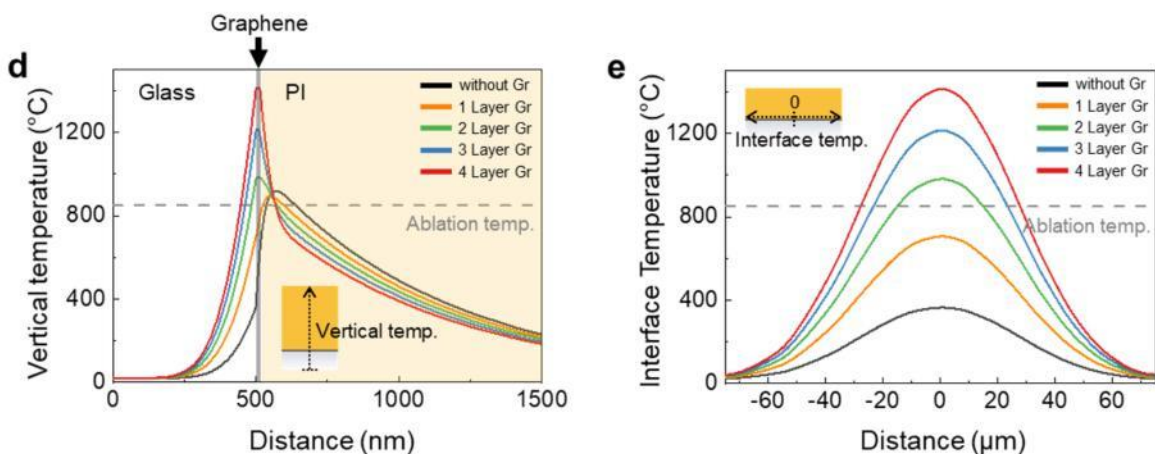 Graphene
d
Glass
PI
without Gr
1 Layer Gr
2 Layer Gr
3 Layer Gr
4 Layer Gr
Ablation temp.
Vertical temp.
Vertical temperature (°C)
1200
800
400
0
0
500
1000
1500
Distance (nm)
e
0
Interface temp.
without Gr
1 Layer Gr
2 Layer Gr
3 Layer Gr
4 Layer Gr
Ablation temp.
Interface Temperature (°C)
1200
800
400
0
-60
-40
-20
0
20
40
60
Distance (μm)